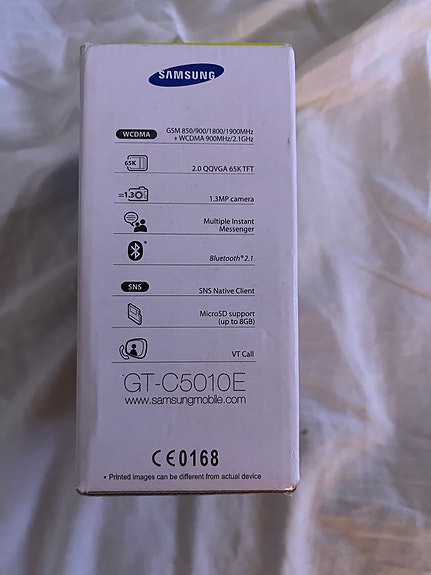 SAMSUNG
WCDMA GSM 850/900/1800/1900MHz
+ WCDMA 900MHz/2.1GHz
65K 2.0 QQVGA 65K TFT
1.3 1.3MP camera
Multiple Instant
Messenger
* Bluetooth® 2.1
SNS SNS Native Client
MicroSD support
(up to 8GB)
VT Call
GT-C5010E
www.samsungmobile.com
CE0168
• Printed images can be different from actual device